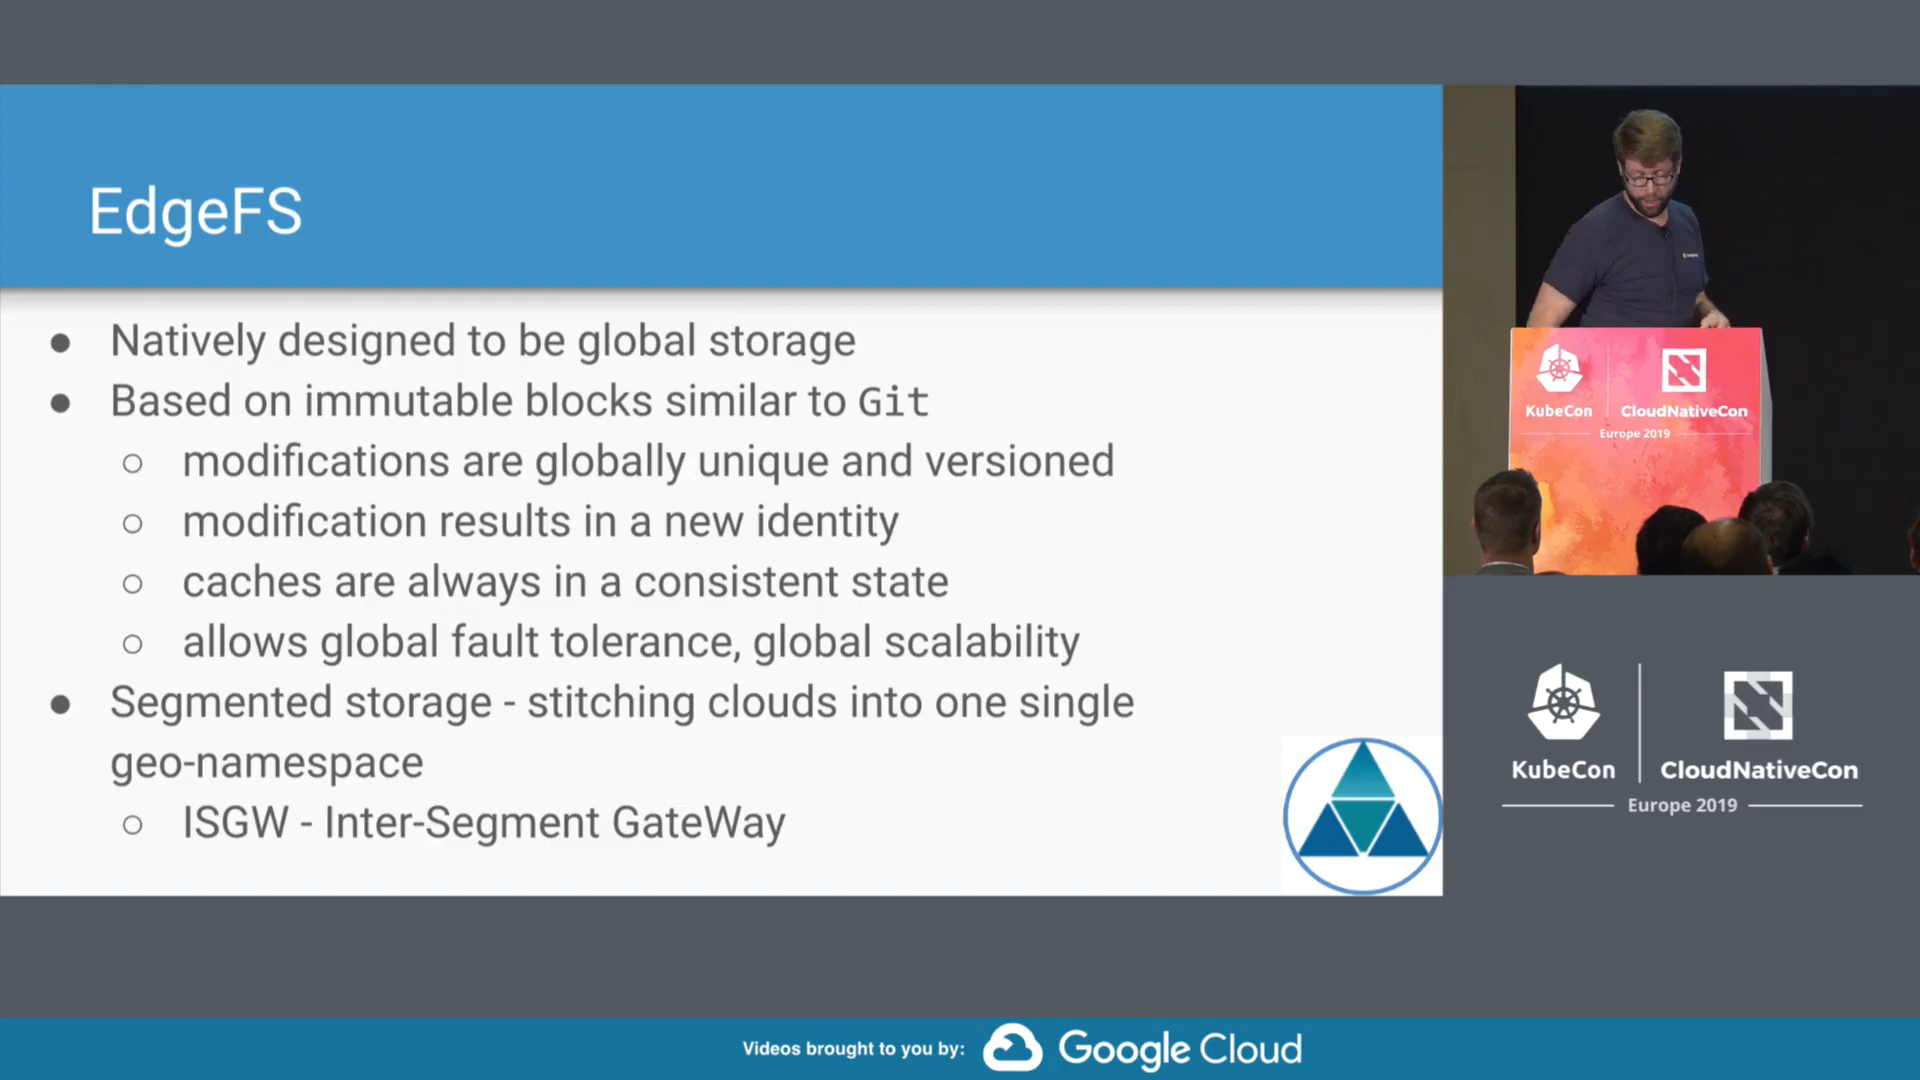 EdgeFS
● Natively designed to be global storage
● Based on immutable blocks similar to Git
○ modifications are globally unique and versioned
○ modification results in a new identity
○ caches are always in a consistent state
○ allows global fault tolerance, global scalability
● Segmented storage - stitching clouds into one single
geo-namespace
○ ISGW - Inter-Segment GateWay
KubeCon
CloudNativeCon
Europe 2019
KubeCon
CloudNativeCon
Europe 2019
Videos brought to you by:
Google Cloud